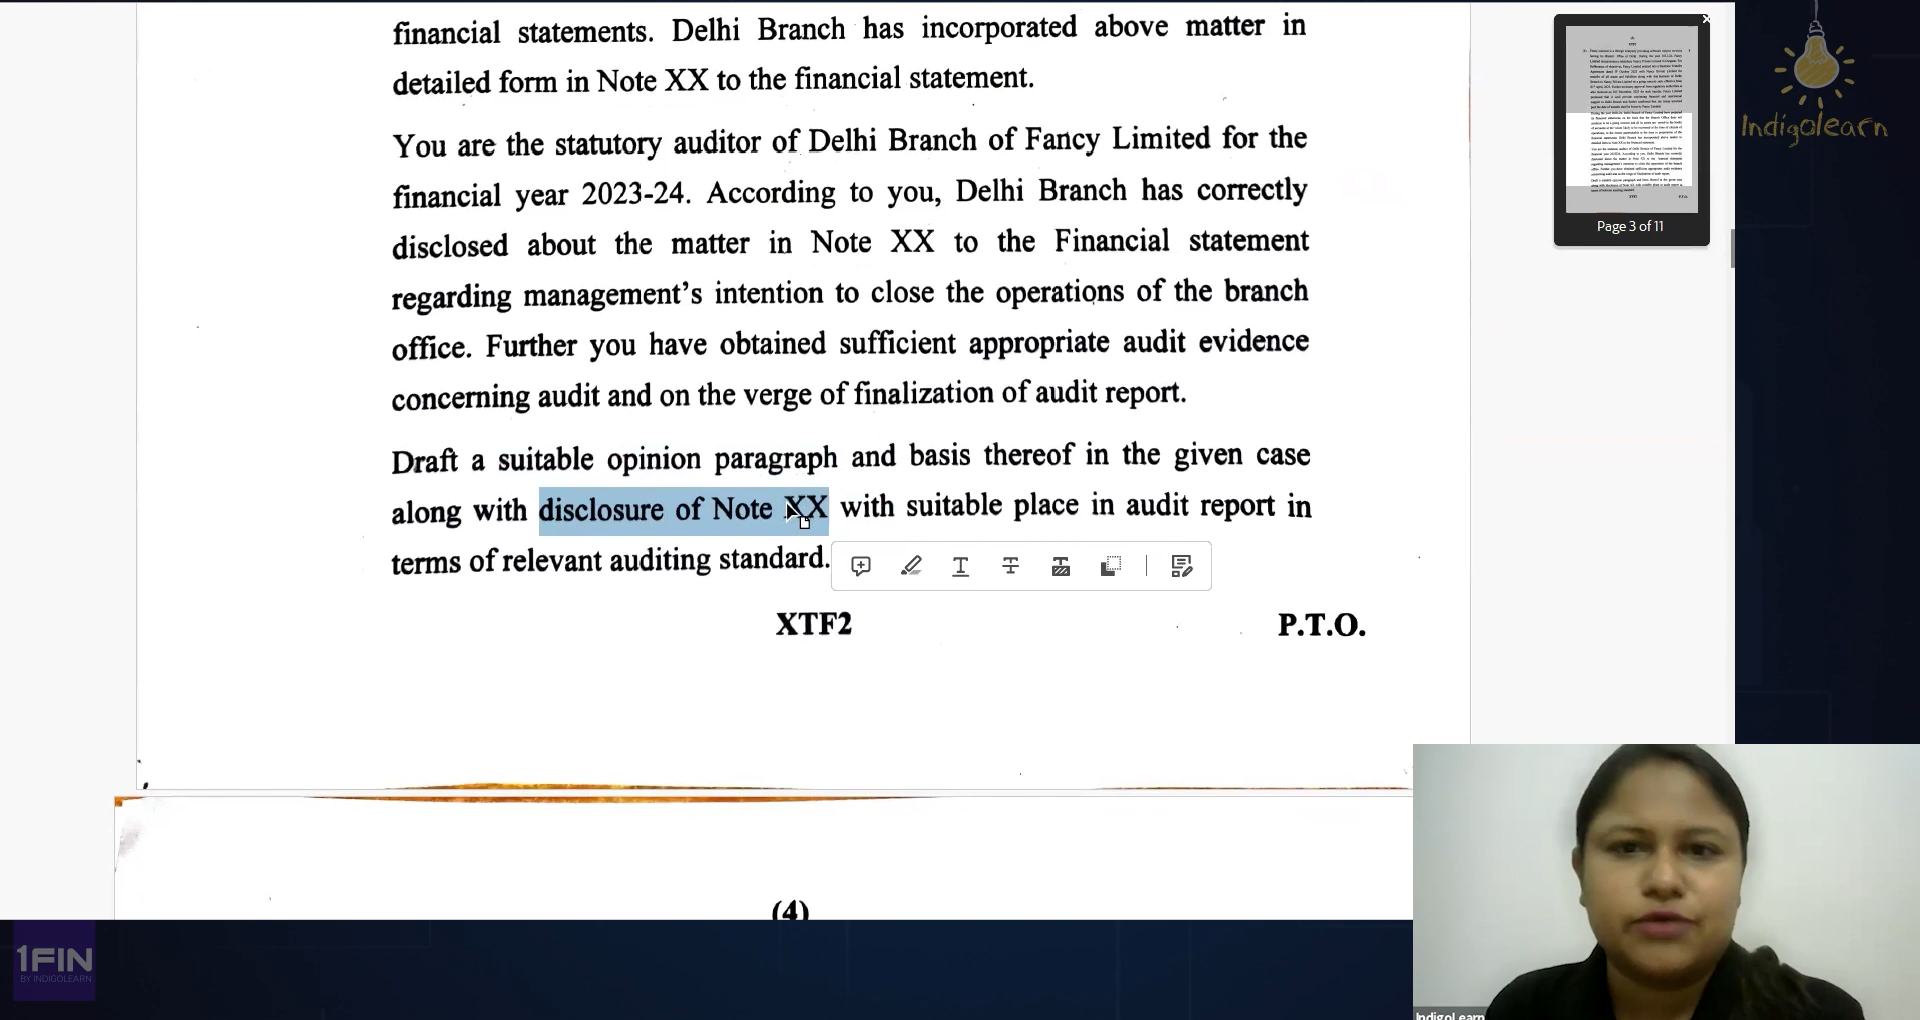 financial statements. Delhi Branch has incorporated above matter in
detailed form in Note XX to the financial statement.
You are the statutory auditor of Delhi Branch of Fancy Limited for the
financial year 2023-24. According to you, Delhi Branch has correctly
disclosed about the matter in Note XX to the Financial statement
regarding management's intention to close the operations of the branch
office. Further you have obtained sufficient appropriate audit evidence
concerning audit and on the verge of finalization of audit report.
Draft a suitable opinion paragraph and basis thereof in the given case
along with disclosure of Note XX with suitable place in audit report in
terms of relevant auditing standard.
XTF2 P.T.O.
(4)
Page 3 of 11
Indigolearn
1FIN
BY INDIGOLEARN
IndigoLearn